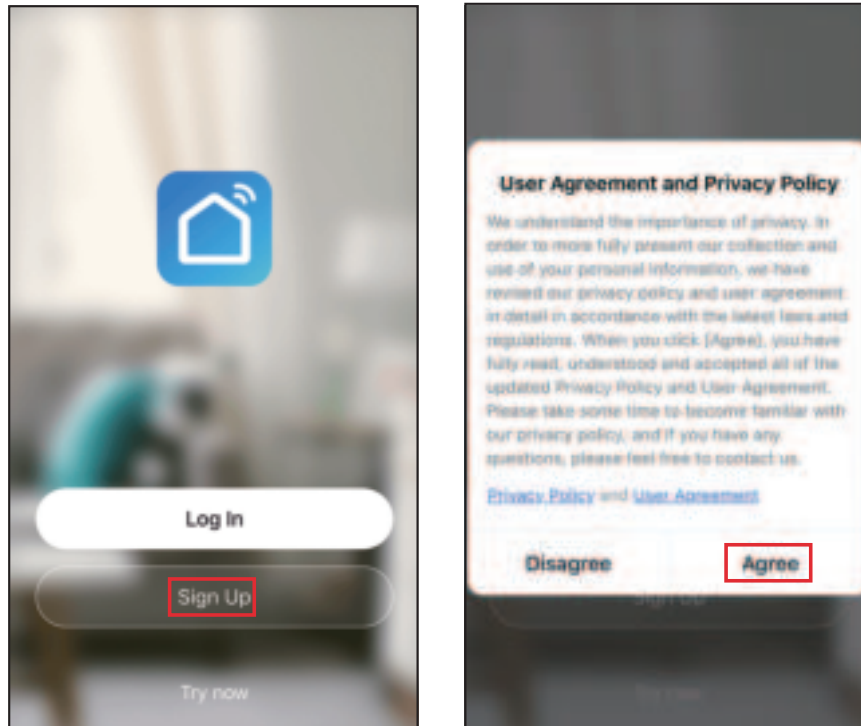 Log In
Sign Up
Try now
User Agreement and Privacy Policy
We understand the importance of privacy. In
order to more fully present our collection and
use of your personal information, we have
revised our privacy policy and user agreement
in detail in accordance with the latest laws and
regulations. When you click [Agree], you have
fully read, understood and accepted all of the
updated Privacy Policy and User Agreement.
Please take some time to become familiar with
our privacy policy, and if you have any
questions, please feel free to contact us.
Privacy Policy and User Agreement
Disagree
Agree
Sign Up
Try now